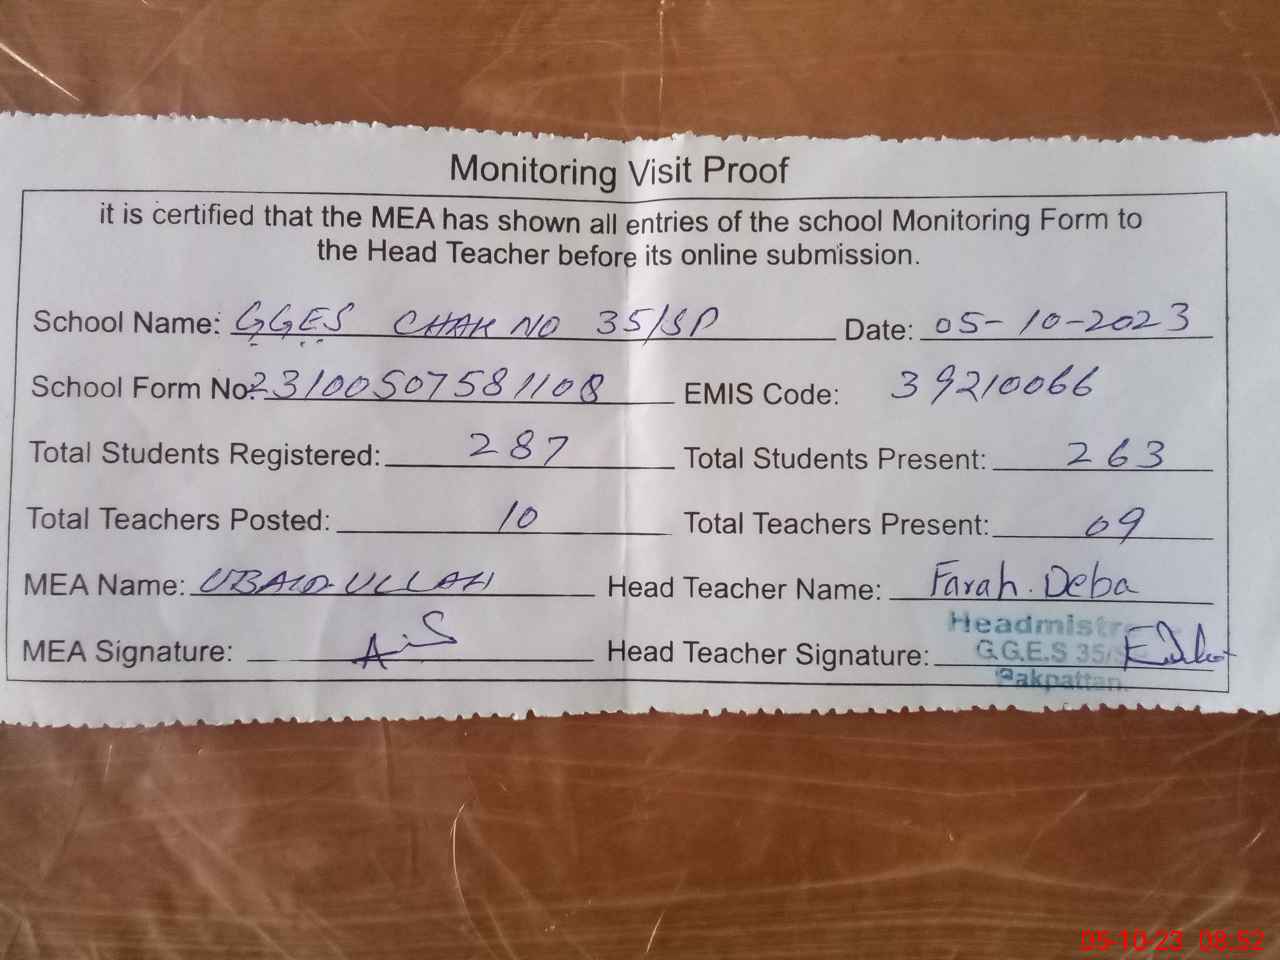 Monitoring Visit Proof
it is certified that the MEA has shown all entries of the school Monitoring Form to
the Head Teacher before its online submission.
School Name: GGES CHAK NO 35/SP Date: 05-10-2023
School Form No: 23100507581108 EMIS Code: 39210066
Total Students Registered: 287 Total Students Present: 263
Total Teachers Posted: 10 Total Teachers Present: 09
MEA Name: UBAID ULLAH Head Teacher Name: Farah. Deba
Headmistr
MEA Signature: Head Teacher Signature: G.G.E.S 35/
Pakpattan.
05-10-23 08:52